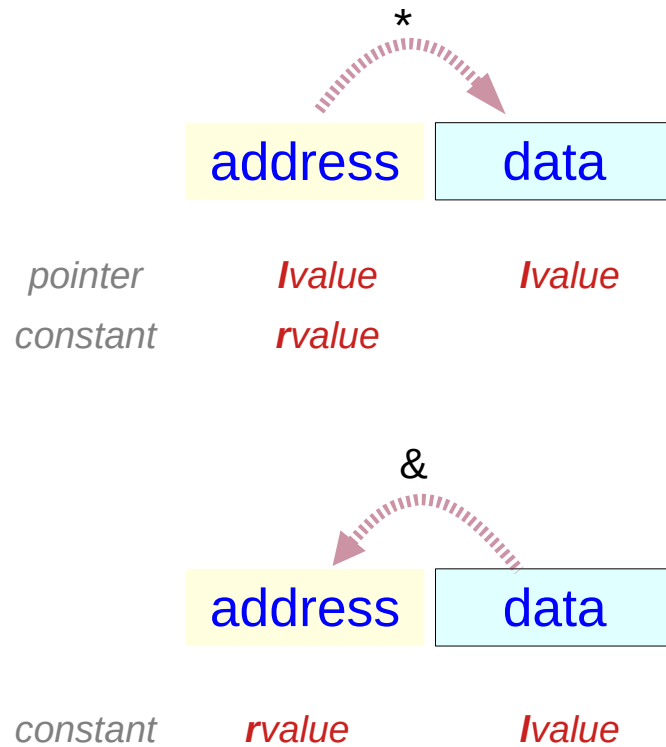 *
address data
pointer lvalue lvalue
constant rvalue
&
address data
constant rvalue lvalue